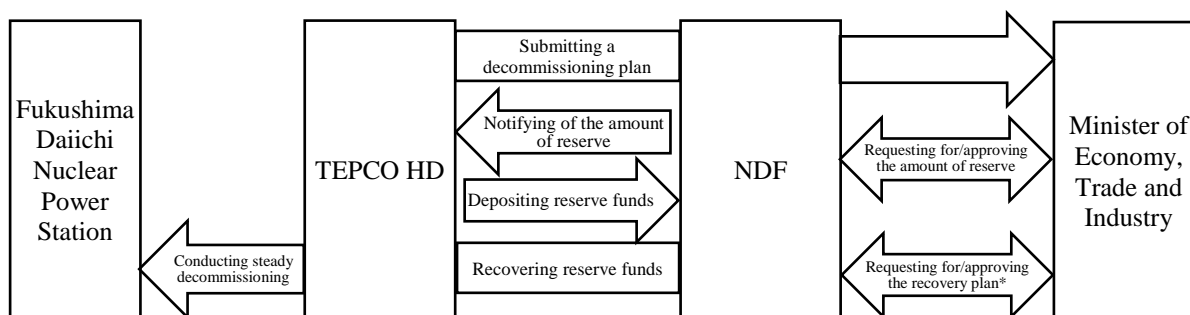 Fukushima
Daiichi
Nuclear
Power
Station
Conducting steady
decommissioning
TEPCO HD
Submitting a
decommissioning plan
Notifying of the amount
of reserve
Depositing reserve funds
Recovering reserve funds
NDF
Requesting for/approving
the amount of reserve
Requesting for/approving
the recovery plan*
Minister of
Economy,
Trade and
Industry